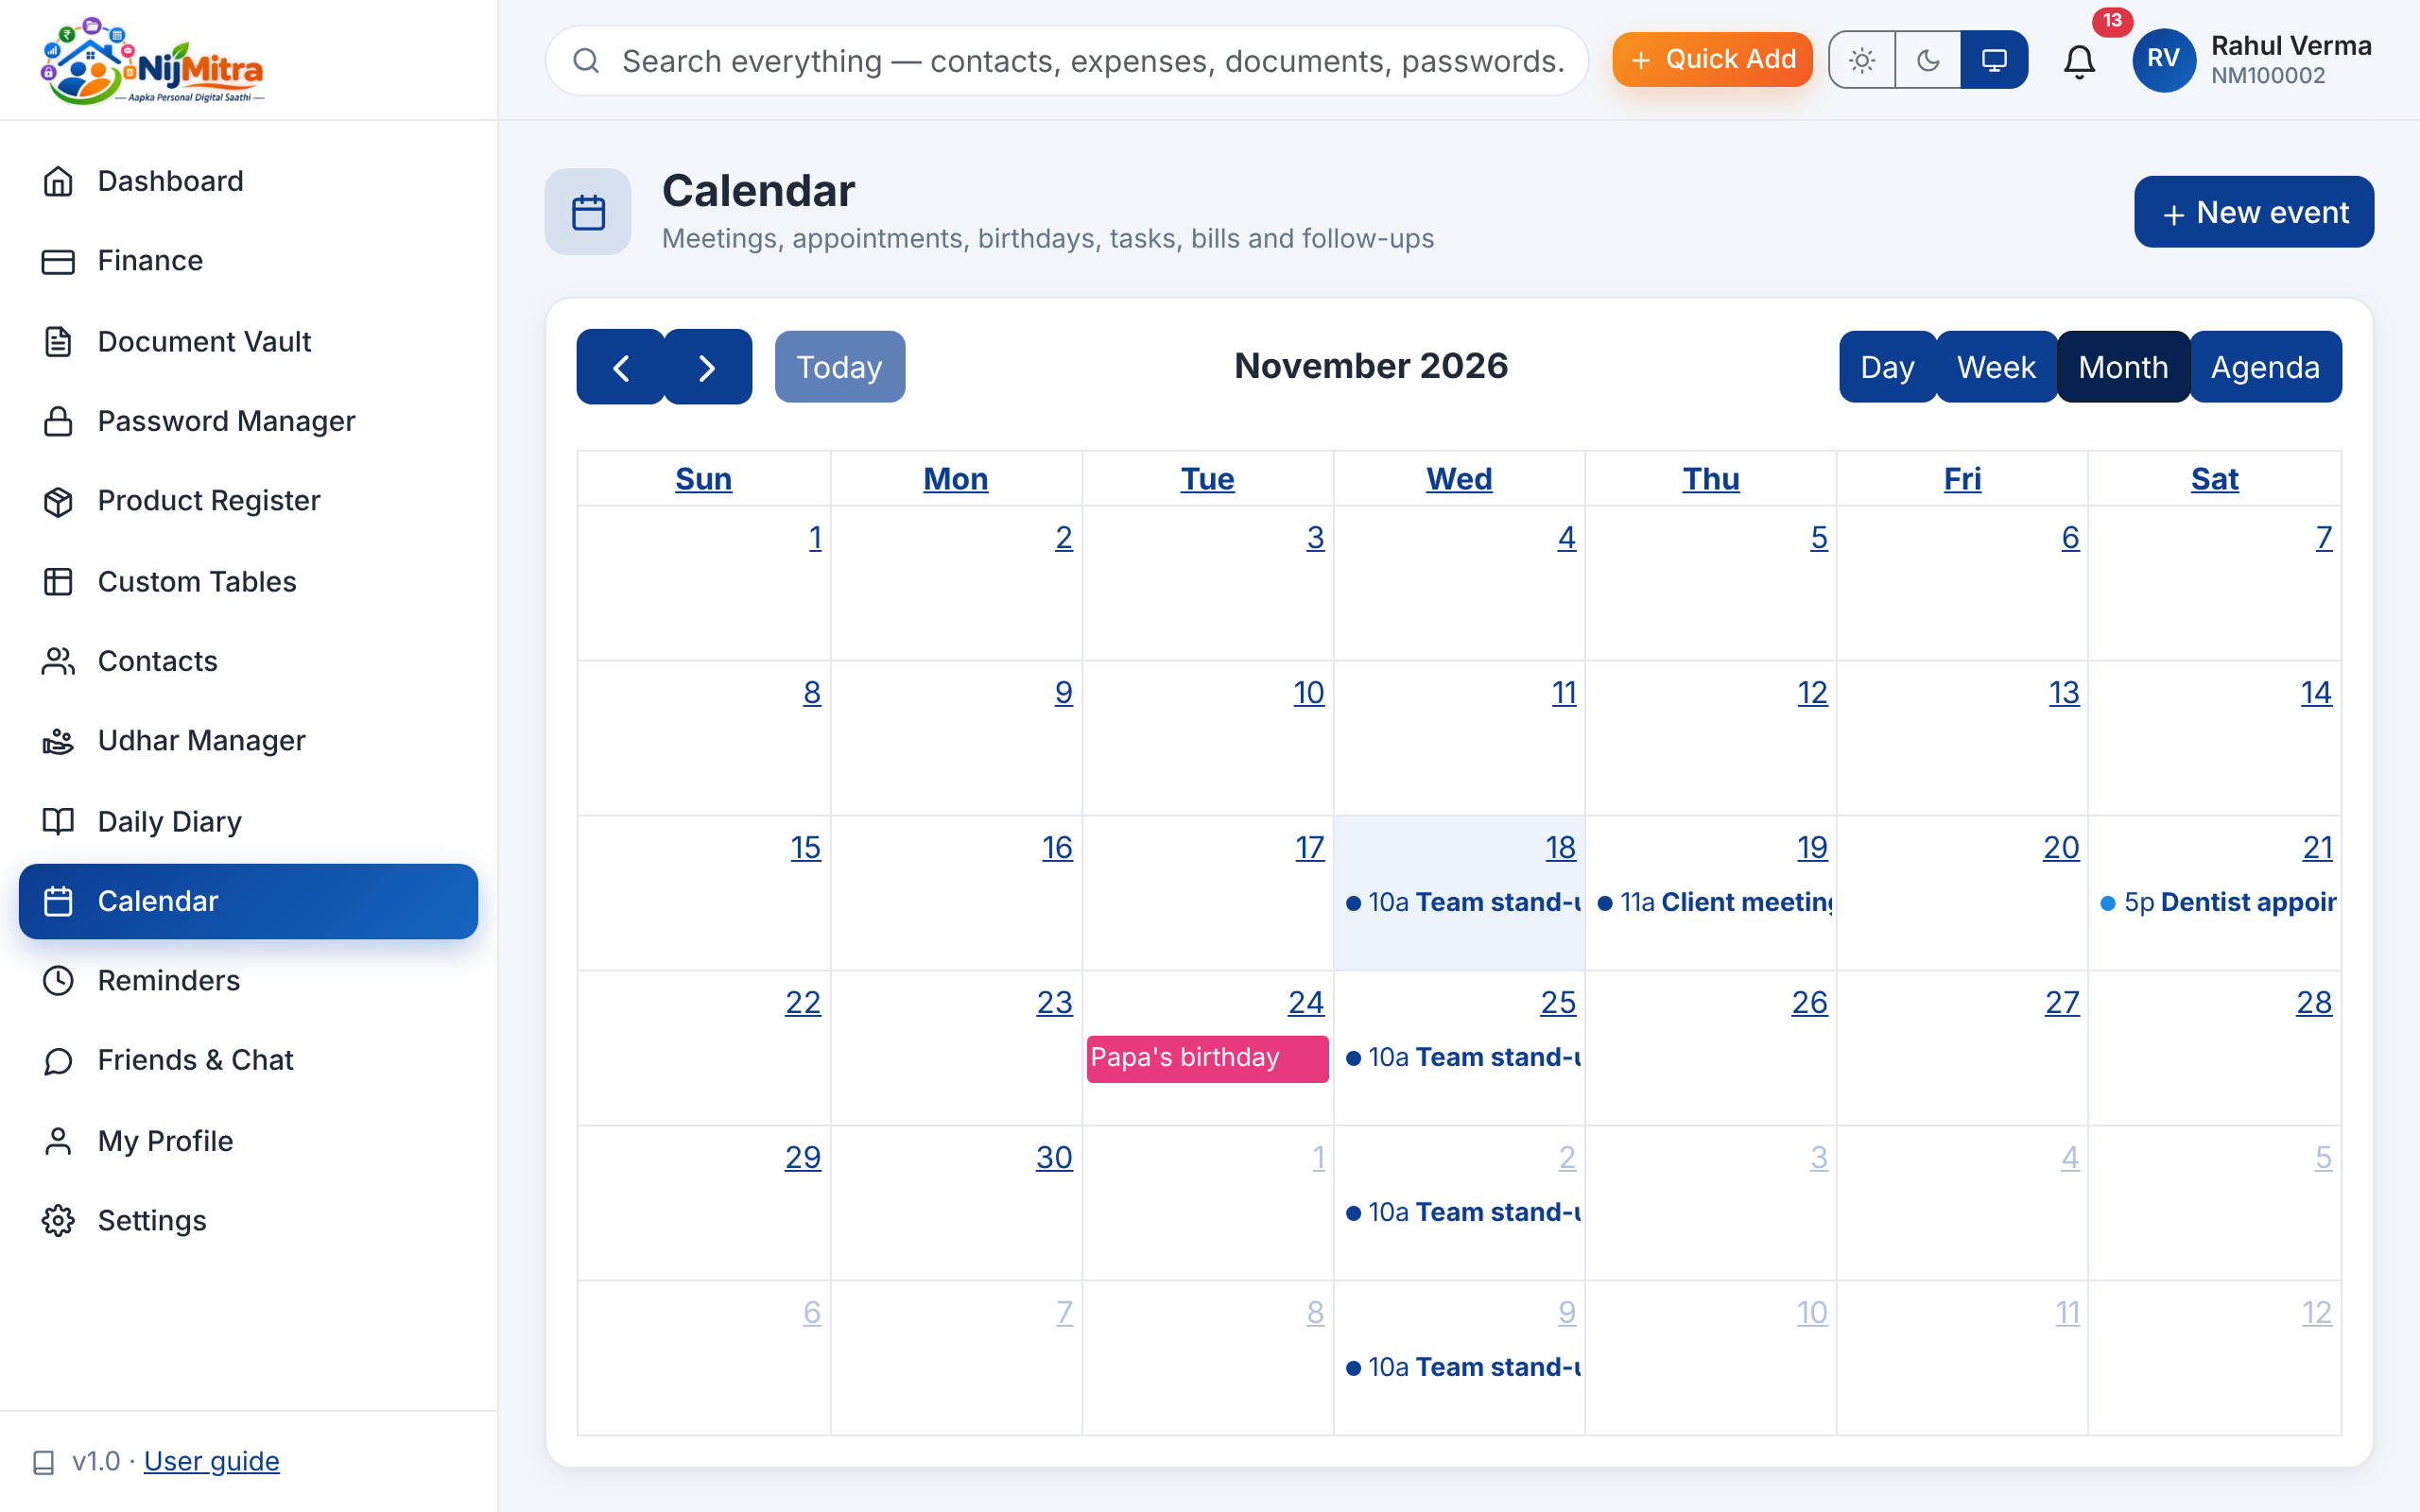 NijMitra
Aapka Personal Digital Saathi
Search everything — contacts, expenses, documents, passwords.
+ Quick Add
13
RV
Rahul Verma
NM100002
Dashboard
Finance
Document Vault
Password Manager
Product Register
Custom Tables
Contacts
Udhar Manager
Daily Diary
Calendar
Reminders
Friends & Chat
My Profile
Settings
v1.0 · User guide
Calendar
Meetings, appointments, birthdays, tasks, bills and follow-ups
+ New event
Today
November 2026
Day Week Month Agenda
Sun Mon Tue Wed Thu Fri Sat
1 2 3 4 5 6 7
8 9 10 11 12 13 14
15 16 17 18 19 20 21
10a Team stand-u 11a Client meeting 5p Dentist appoin
22 23 24 25 26 27 28
Papa's birthday 10a Team stand-u
29 30 1 2 3 4 5
10a Team stand-u
6 7 8 9 10 11 12
10a Team stand-u